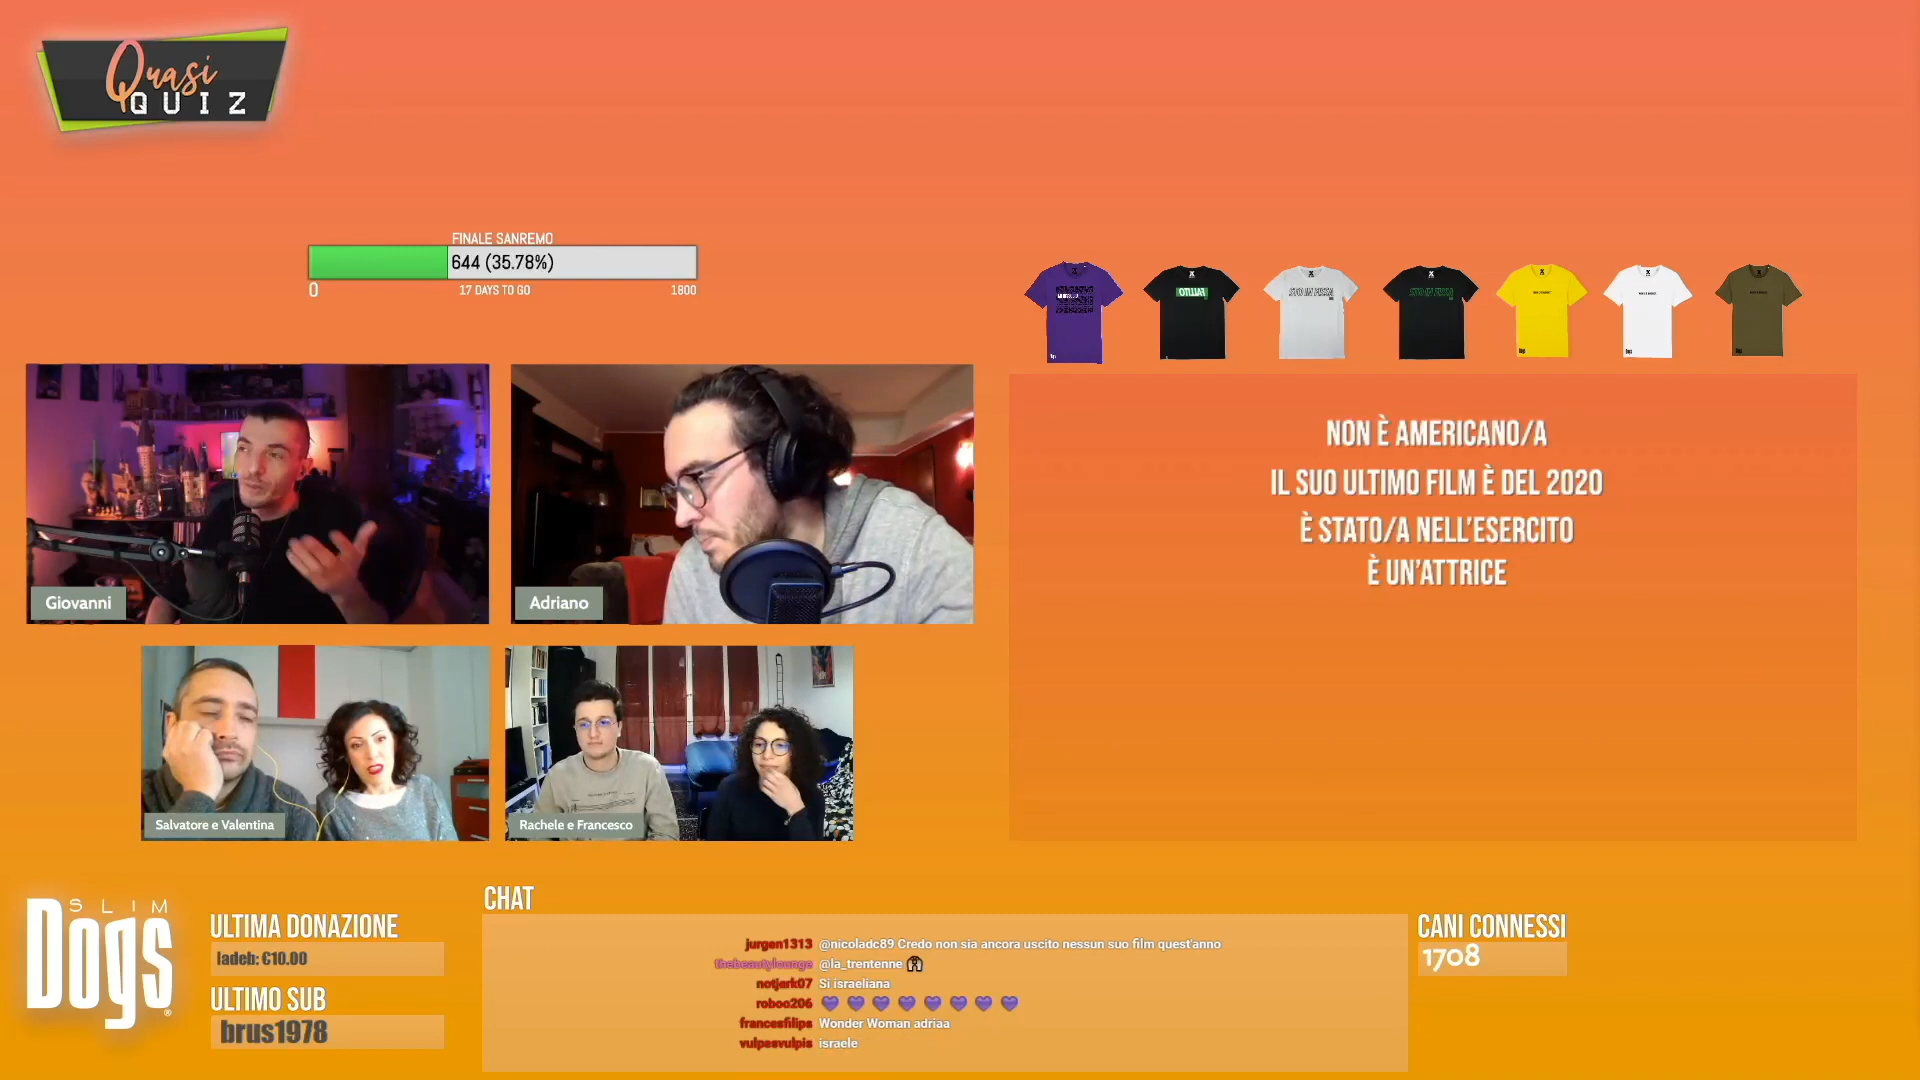 Quasi
QUIZ
FINALE SANREMO
644 (35.78%)
0
17 DAYS TO GO
1800
NON È AMERICANO/A
IL SUO ULTIMO FILM È DEL 2020
È STATO/A NELL'ESERCITO
È UN'ATTRICE
Giovanni
Adriano
Salvatore e Valentina
Rachele e Francesco
SLIM
Dogs
ULTIMA DONAZIONE
ladeb: €10.00
ULTIMO SUB
brus1978
CHAT
jurgen1313 @nicoladc89 Credo non sia ancora uscito nessun suo film quest'anno
thebeautylounge @la_trentenne
notjark07 Si israeliana
roboo206
francesfilips Wonder Woman adriaa
vulpesvulpis israele
CANI CONNESSI
1708